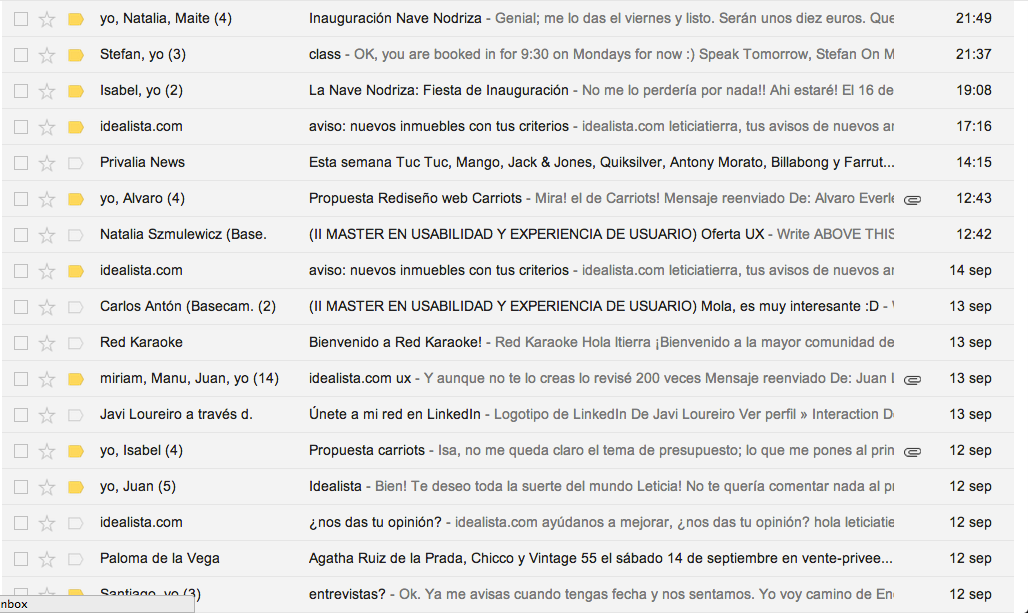 yo, Natalia, Maite (4) Inauguración Nave Nodriza - Genial; me lo das el viernes y listo. Serán unos diez euros. Que 21:49
Stefan, yo (3) class - OK, you are booked in for 9:30 on Mondays for now :) Speak Tomorrow, Stefan On M 21:37
Isabel, yo (2) La Nave Nodriza: Fiesta de Inauguración - No me lo perdería por nada!! Ahi estaré! El 16 de 19:08
idealista.com aviso: nuevos inmuebles con tus criterios - idealista.com leticiatierra, tus avisos de nuevos 17:16
Privalia News Esta semana Tuc Tuc, Mango, Jack & Jones, Quiksilver, Antony Morato, Billabong y Farrut... 14:15
yo, Alvaro (4) Propuesta Rediseño web Carriots - Mira! el de Carriots! Mensaje reenviado De: Alvaro Everle 12:43
Natalia Szmulewicz (Base. (II MASTER EN USABILIDAD Y EXPERIENCIA DE USUARIO) Oferta UX - Write ABOVE THIS 12:42
idealista.com aviso: nuevos inmuebles con tus criterios - idealista.com leticiatierra, tus avisos de nuevos 14 sep
Carlos Antón (Basecam. (2) (II MASTER EN USABILIDAD Y EXPERIENCIA DE USUARIO) Mola, es muy interesante :D - 13 sep
Red Karaoke Bienvenido a Red Karaoke! - Red Karaoke Hola ltierra ¡Bienvenido a la mayor comunidad de 13 sep
miriam, Manu, Juan, yo (14) idealista.com ux - Y aunque no te lo creas lo revisé 200 veces Mensaje reenviado De: Juan 13 sep
Javi Loureiro a través d. Únete a mi red en LinkedIn - Logotipo de LinkedIn De Javi Loureiro Ver perfil » Interaction 13 sep
yo, Isabel (4) Propuesta carriots - Isa, no me queda claro el tema de presupuesto; lo que me pones al prin 12 sep
yo, Juan (5) Idealista - Bien! Te deseo toda la suerte del mundo Leticia! No te quería comentar nada al 12 sep
idealista.com ¿nos das tu opinión? - idealista.com ayúdanos a mejorar, ¿nos das tu opinión? hola leticiatie 12 sep
Paloma de la Vega Agatha Ruiz de la Prada, Chicco y Vintage 55 el sábado 14 de septiembre en vente-privee... 12 sep
Santiago, yo (3) entrevistas? - Ok. Ya me avisas cuando tengas fecha y nos sentamos. Yo voy camino de En 12 sep
nbox